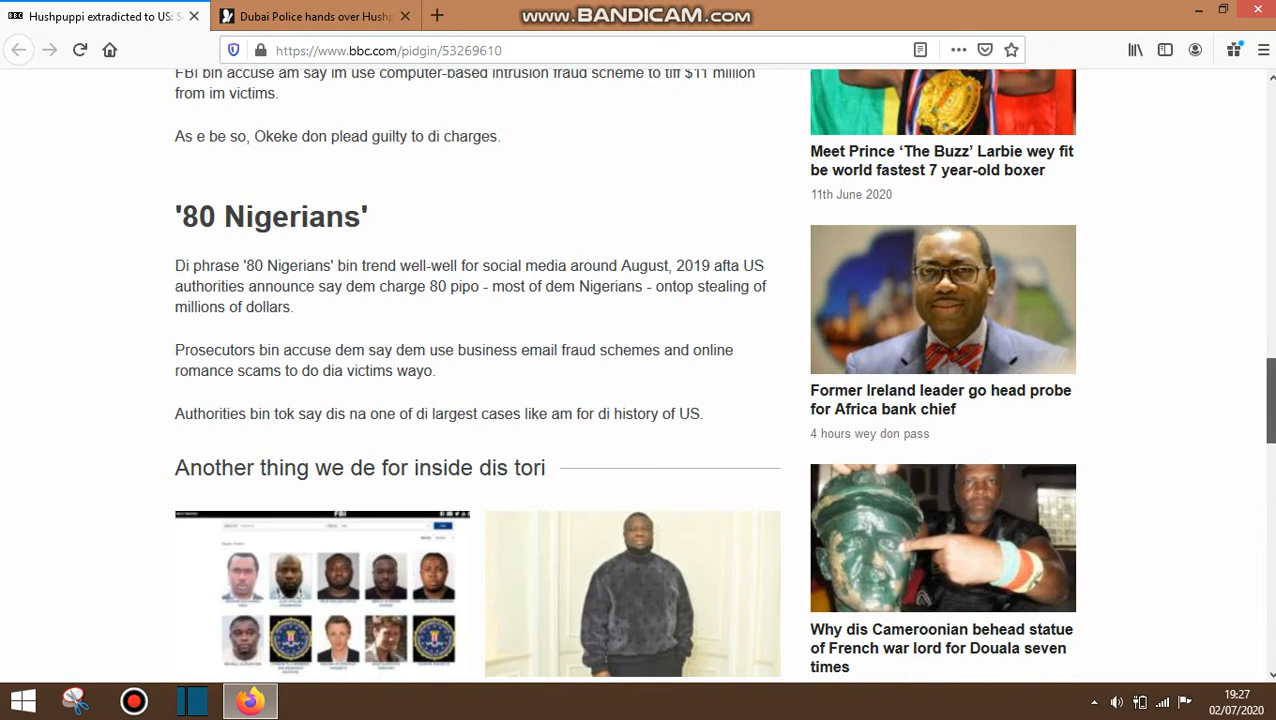 Hushpuppi extradited to US: S
Dubai Police hands over Hushp
www.BANDICAM.com
https://www.bbc.com/pidgin/53269610
FBI bin accuse am say im use computer-based intrusion fraud scheme to tiff $11 million
from im victims.
As e be so, Okeke don plead guilty to di charges.
'80 Nigerians'
Di phrase '80 Nigerians' bin trend well-well for social media around August, 2019 afta US
authorities announce say dem charge 80 pipo - most of dem Nigerians - ontop stealing of
millions of dollars.
Prosecutors bin accuse dem say dem use business email fraud schemes and online
romance scams to do dia victims wayo.
Authorities bin tok say dis na one of di largest cases like am for di history of US.
Another thing we de for inside dis tori
FBI
Meet Prince ‘The Buzz’ Larbie wey fit
be world fastest 7 year-old boxer
11th June 2020
Former Ireland leader go head probe
for Africa bank chief
4 hours wey don pass
Why dis Cameroonian behead statue
of French war lord for Douala seven
times
19:27
02/07/2020